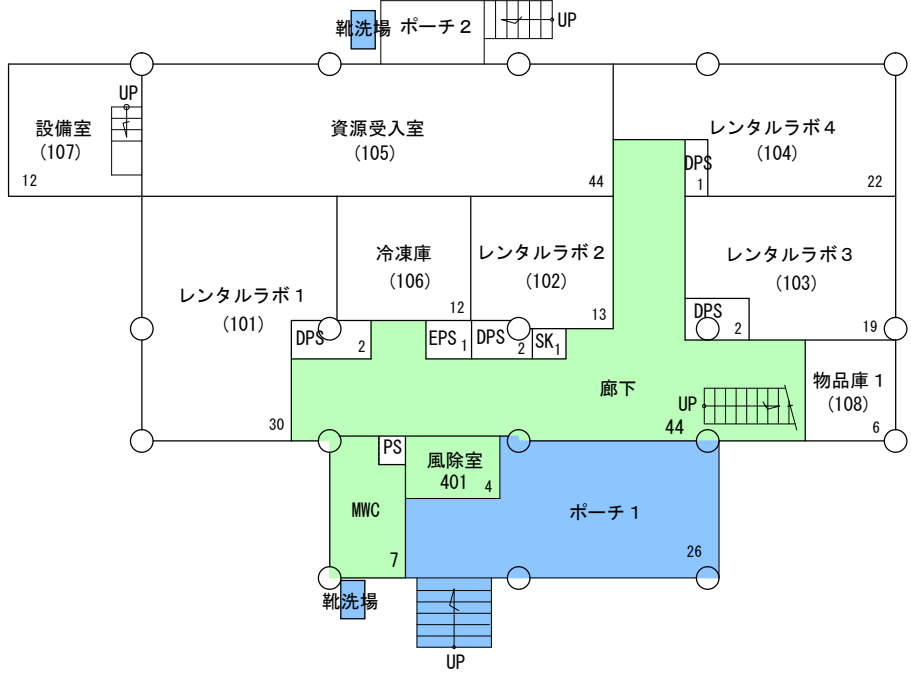 靴洗場
ポーチ2
UP
UP
設備室
(107)
12
資源受入室
(105)
44
レンタルラボ4
(104)
DPS
1
22
冷凍庫
(106)
12
レンタルラボ2
(102)
13
レンタルラボ3
(103)
19
レンタルラボ1
(101)
30
DPS
2
EPS
1
DPS
2
SK
1
DPS
2
廊下
44
UP
物品庫1
(108)
6
PS
風除室
401
4
MWC
7
ポーチ1
26
靴洗場
UP